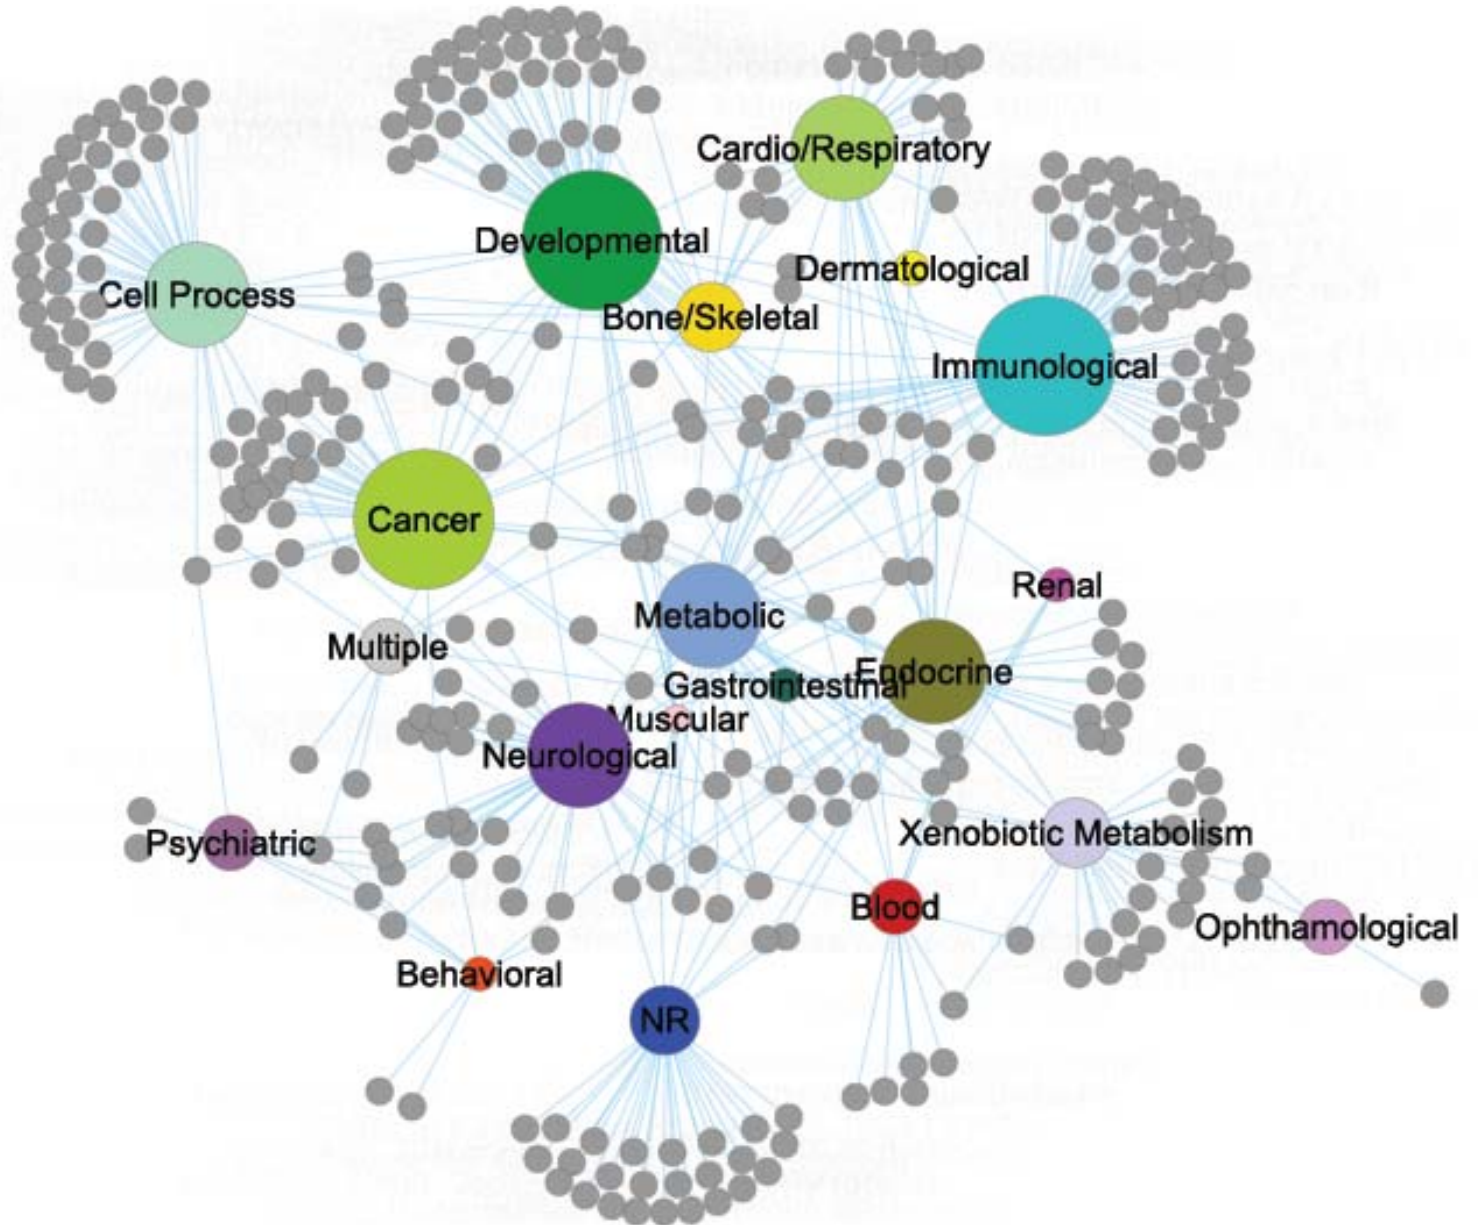 Cardio/Respiratory
Developmental
Dermatological
Cell Process
Bone/Skeletal
Immunological
Cancer
Renal
Metabolic
Multiple
Endocrine
Gastrointestinal
Muscular
Neurological
Xenobiotic Metabolism
Psychiatric
Blood
Ophthamological
Behavioral
NR